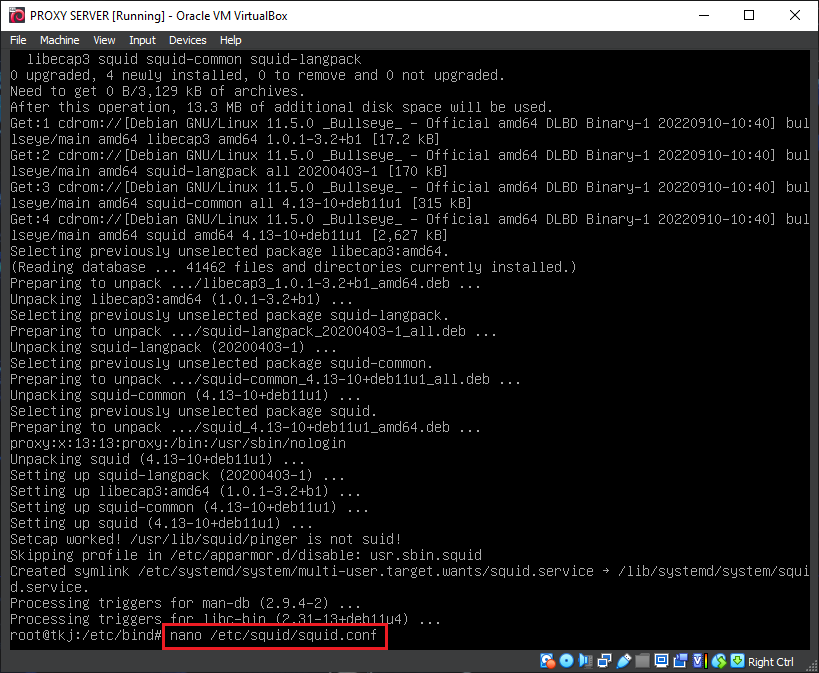 PROXY SERVER [Running] - Oracle VM VirtualBox
File Machine View Input Devices Help
libecap3 squid squid-common squid-langpack
0 upgraded, 4 newly installed, 0 to remove and 0 not upgraded.
Need to get 0 B/3,129 kB of archives.
After this operation, 13.3 MB of additional disk space will be used.
Get:1 cdrom://[Debian GNU/Linux 11.5.0 _Bullseye_ - Official amd64 DLBD Binary-1 20220910-10:40] bul
lseye/main amd64 libecap3 amd64 1.0.1-3.2+b1 [17.2 kB]
Get:2 cdrom://[Debian GNU/Linux 11.5.0 _Bullseye_ - Official amd64 DLBD Binary-1 20220910-10:40] bul
lseye/main amd64 squid-langpack all 20200403-1 [170 kB]
Get:3 cdrom://[Debian GNU/Linux 11.5.0 _Bullseye_ - Official amd64 DLBD Binary-1 20220910-10:40] bul
lseye/main amd64 squid-common all 4.13-10+deb11u1 [315 kB]
Get:4 cdrom://[Debian GNU/Linux 11.5.0 _Bullseye_ - Official amd64 DLBD Binary-1 20220910-10:40] bul
lseye/main amd64 squid amd64 4.13-10+deb11u1 [2,627 kB]
Selecting previously unselected package libecap3:amd64.
(Reading database ... 41462 files and directories currently installed.)
Preparing to unpack .../libecap3_1.0.1-3.2+b1_amd64.deb ...
Unpacking libecap3:amd64 (1.0.1-3.2+b1) ...
Selecting previously unselected package squid-langpack.
Preparing to unpack .../squid-langpack_20200403-1_all.deb ...
Unpacking squid-langpack (20200403-1) ...
Selecting previously unselected package squid-common.
Preparing to unpack .../squid-common_4.13-10+deb11u1_all.deb ...
Unpacking squid-common (4.13-10+deb11u1) ...
Selecting previously unselected package squid.
Preparing to unpack .../squid_4.13-10+deb11u1_amd64.deb ...
proxy:x:13:13:proxy:/bin:/usr/sbin/nologin
Unpacking squid (4.13-10+deb11u1) ...
Setting up squid-langpack (20200403-1) ...
Setting up libecap3:amd64 (1.0.1-3.2+b1) ...
Setting up squid-common (4.13-10+deb11u1) ...
Setting up squid (4.13-10+deb11u1) ...
Setcap worked! /usr/lib/squid/pinger is not suid!
Skipping profile in /etc/apparmor.d/disable: usr.sbin.squid
Created symlink /etc/systemd/system/multi-user.target.wants/squid.service → /lib/systemd/system/squi
d.service.
Processing triggers for man-db (2.9.4-2) ...
Processing triggers for libc-bin (2.31-13+deb11u4) ...
root@tkj:/etc/bind# nano /etc/squid/squid.conf
Right Ctrl